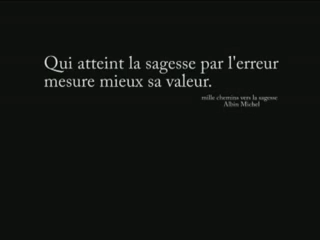 Qui atteint la sagesse par l'erreur
mesure mieux sa valeur.
mille chemins vers la sagesse
Albin Michel